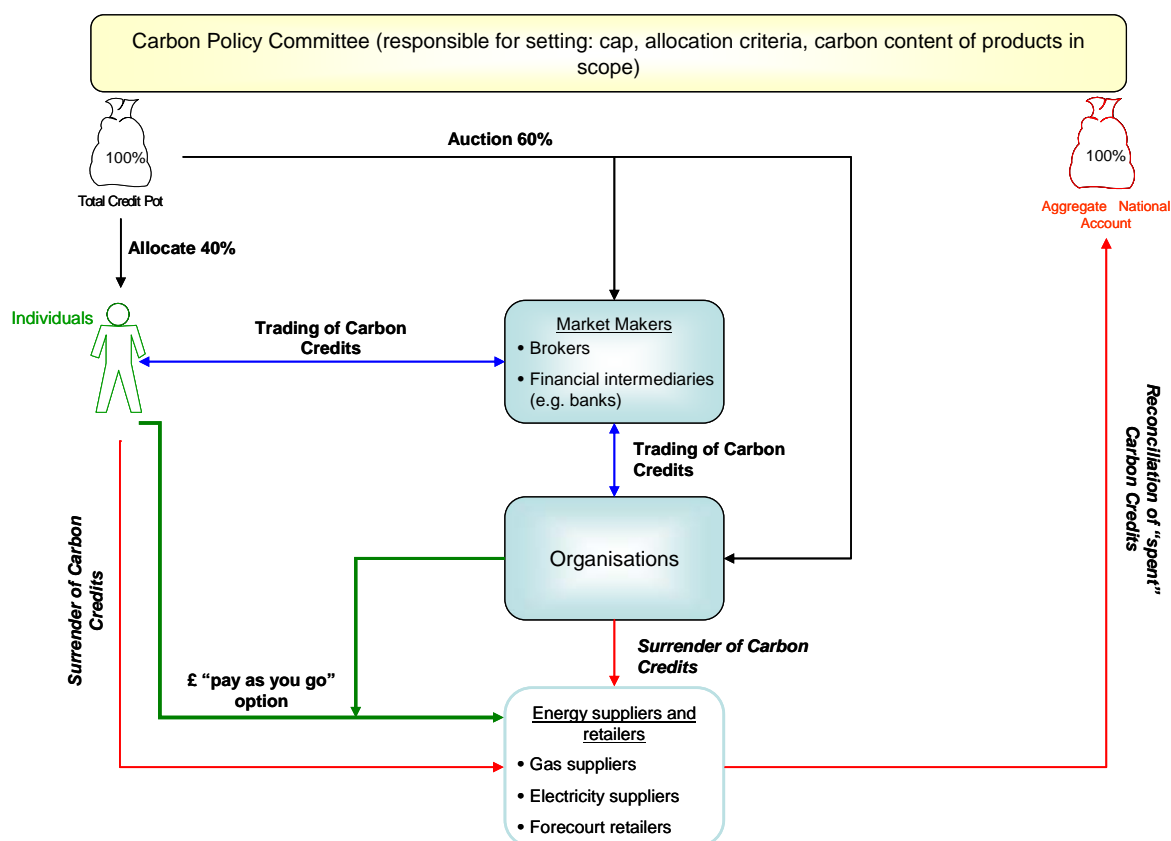 Carbon Policy Committee (responsible for setting: cap, allocation criteria, carbon content of products in
scope)
100%
Total Credit Pot
Auction 60%
100%
Aggregate National
Account
Allocate 40%
Individuals
Trading of Carbon
Credits
Market Makers
• Brokers
• Financial intermediaries
(e.g. banks)
Trading of Carbon
Credits
Reconciliation of "spent"
Carbon Credits
Organisations
Surrender of Carbon
Credits
Surrender of Carbon
Credits
£ "pay as you go"
option
Energy suppliers and
retailers
• Gas suppliers
• Electricity suppliers
• Forecourt retailers